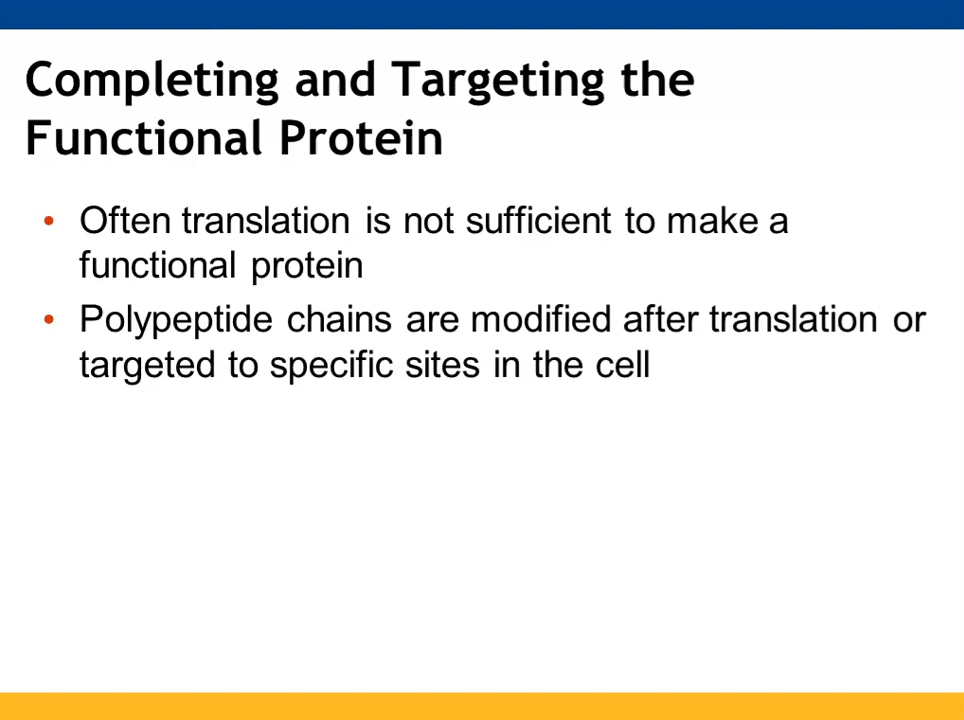 Completing and Targeting the
Functional Protein
• Often translation is not sufficient to make a
functional protein
• Polypeptide chains are modified after translation or
targeted to specific sites in the cell